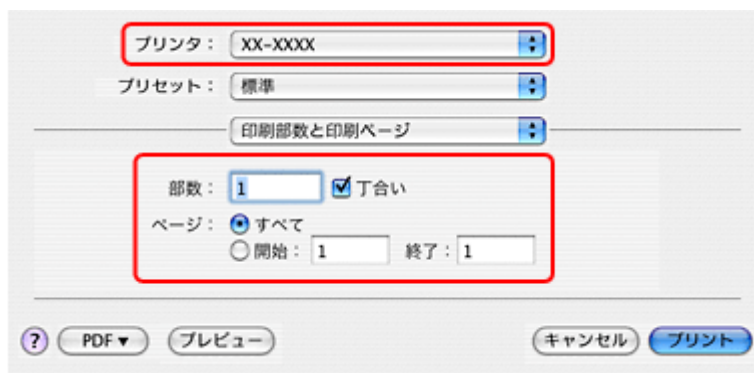 プリンタ： XX-XXXX
プリセット： 標準
印刷部数と印刷ページ
部数： 1 丁合い
ページ： すべて
開始： 1 終了： 1
? PDF▼ プレビュー キャンセル プリント